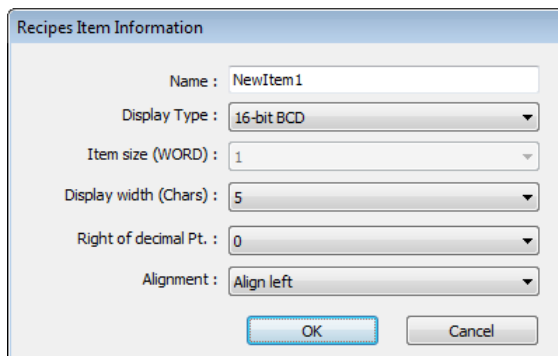 Recipes Item Information
Name : NewItem1
Display Type : 16-bit BCD
Item size (WORD) : 1
Display width (Chars) : 5
Right of decimal Pt. : 0
Alignment : Align left
OK Cancel